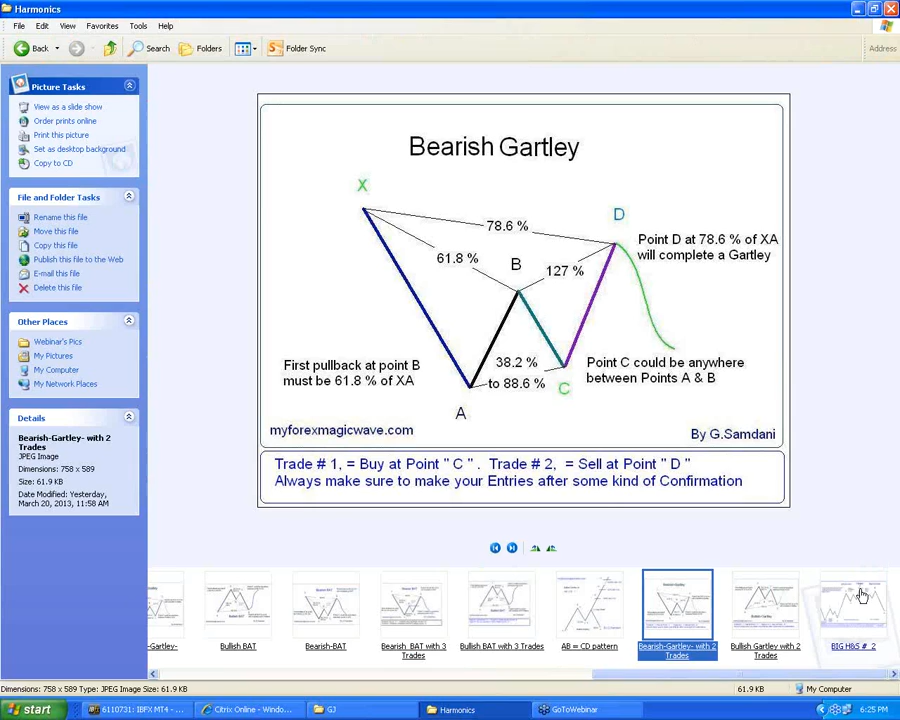 Harmonics
File Edit View Favorites Tools Help
Back Search Folders Folder Sync Address
Picture Tasks
View as a slide show
Order prints online
Print this picture
Set as desktop background
Copy to CD
File and Folder Tasks
Rename this file
Move this file
Copy this file
Publish this file to the Web
E-mail this file
Delete this file
Other Places
Webinar's Pics
My Pictures
My Computer
My Network Places
Details
Bearish-Gartley- with 2
Trades
JPEG Image
Dimensions: 758 x 589
Size: 61.9 KB
Date Modified: Yesterday,
March 20, 2013, 11:58 AM
Bearish Gartley
X
D
78.6 %
Point D at 78.6 % of XA
will complete a Gartley
61.8 %
B
127 %
First pullback at point B
must be 61.8 % of XA
38.2 %
to 88.6 %
Point C could be anywhere
between Points A & B
C
A
myforexmagicwave.com
By G.Samdani
Trade # 1, = Buy at Point " C " . Trade # 2, = Sell at Point " D "
Always make sure to make your Entries after some kind of Confirmation
-Gartley-
Bullish BAT
Bearish-BAT
Bearish BAT with 3
Trades
Bullish BAT with 3 Trades
AB = CD pattern
Bearish-Gartley- with 2
Trades
Bullish Gartley with 2
Trades
BIG H&S # 2
Dimensions: 758 x 589 Type: JPEG Image Size: 61.9 KB 61.9 KB My Computer
start 6110731: IBFX MT4 - ... Citrix Online - Windo... GJ Harmonics GoToWebinar 6:25 PM